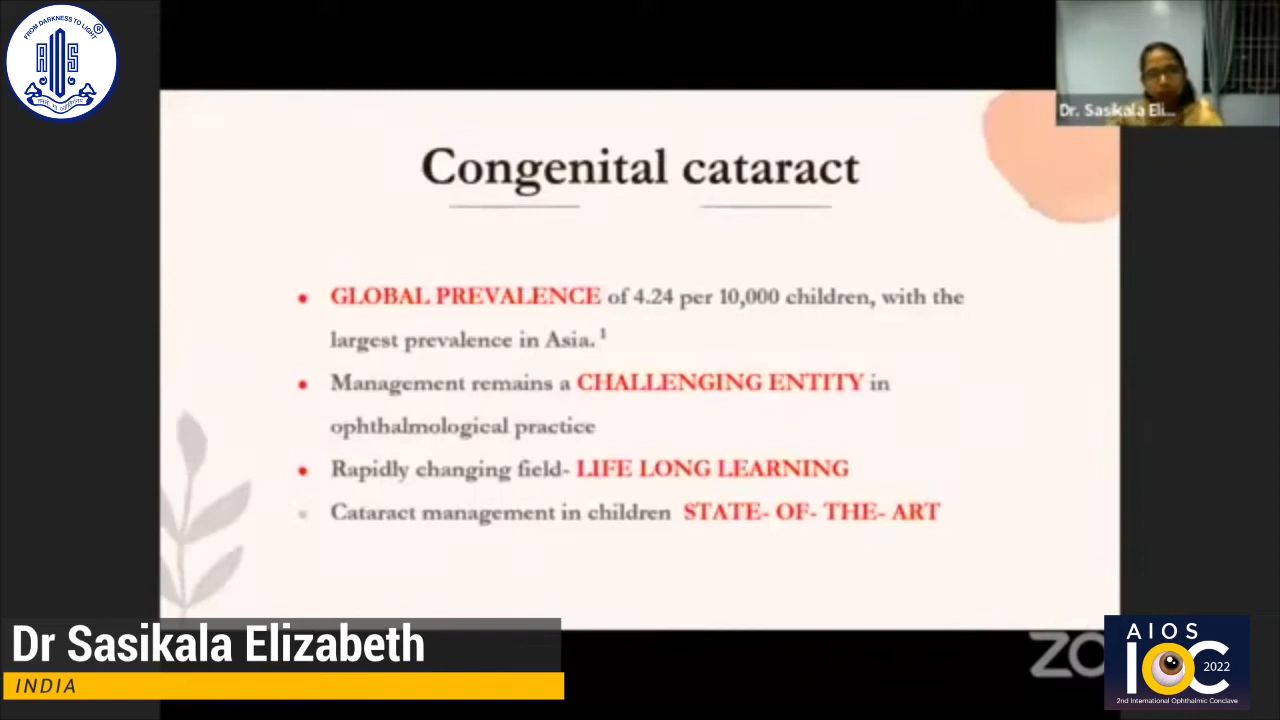 FROM DARKNESS TO LIGHT
®
AIOS
Dr. Sasikala Eli...
Congenital cataract
• GLOBAL PREVALENCE of 4.24 per 10,000 children, with the
largest prevalence in Asia.¹
• Management remains a CHALLENGING ENTITY in
ophthalmological practice
• Rapidly changing field- LIFE LONG LEARNING
• Cataract management in children STATE- OF- THE- ART
Dr Sasikala Elizabeth
INDIA
ZO
AIOS
IOC
2022
2nd International Ophthalmic Conclave